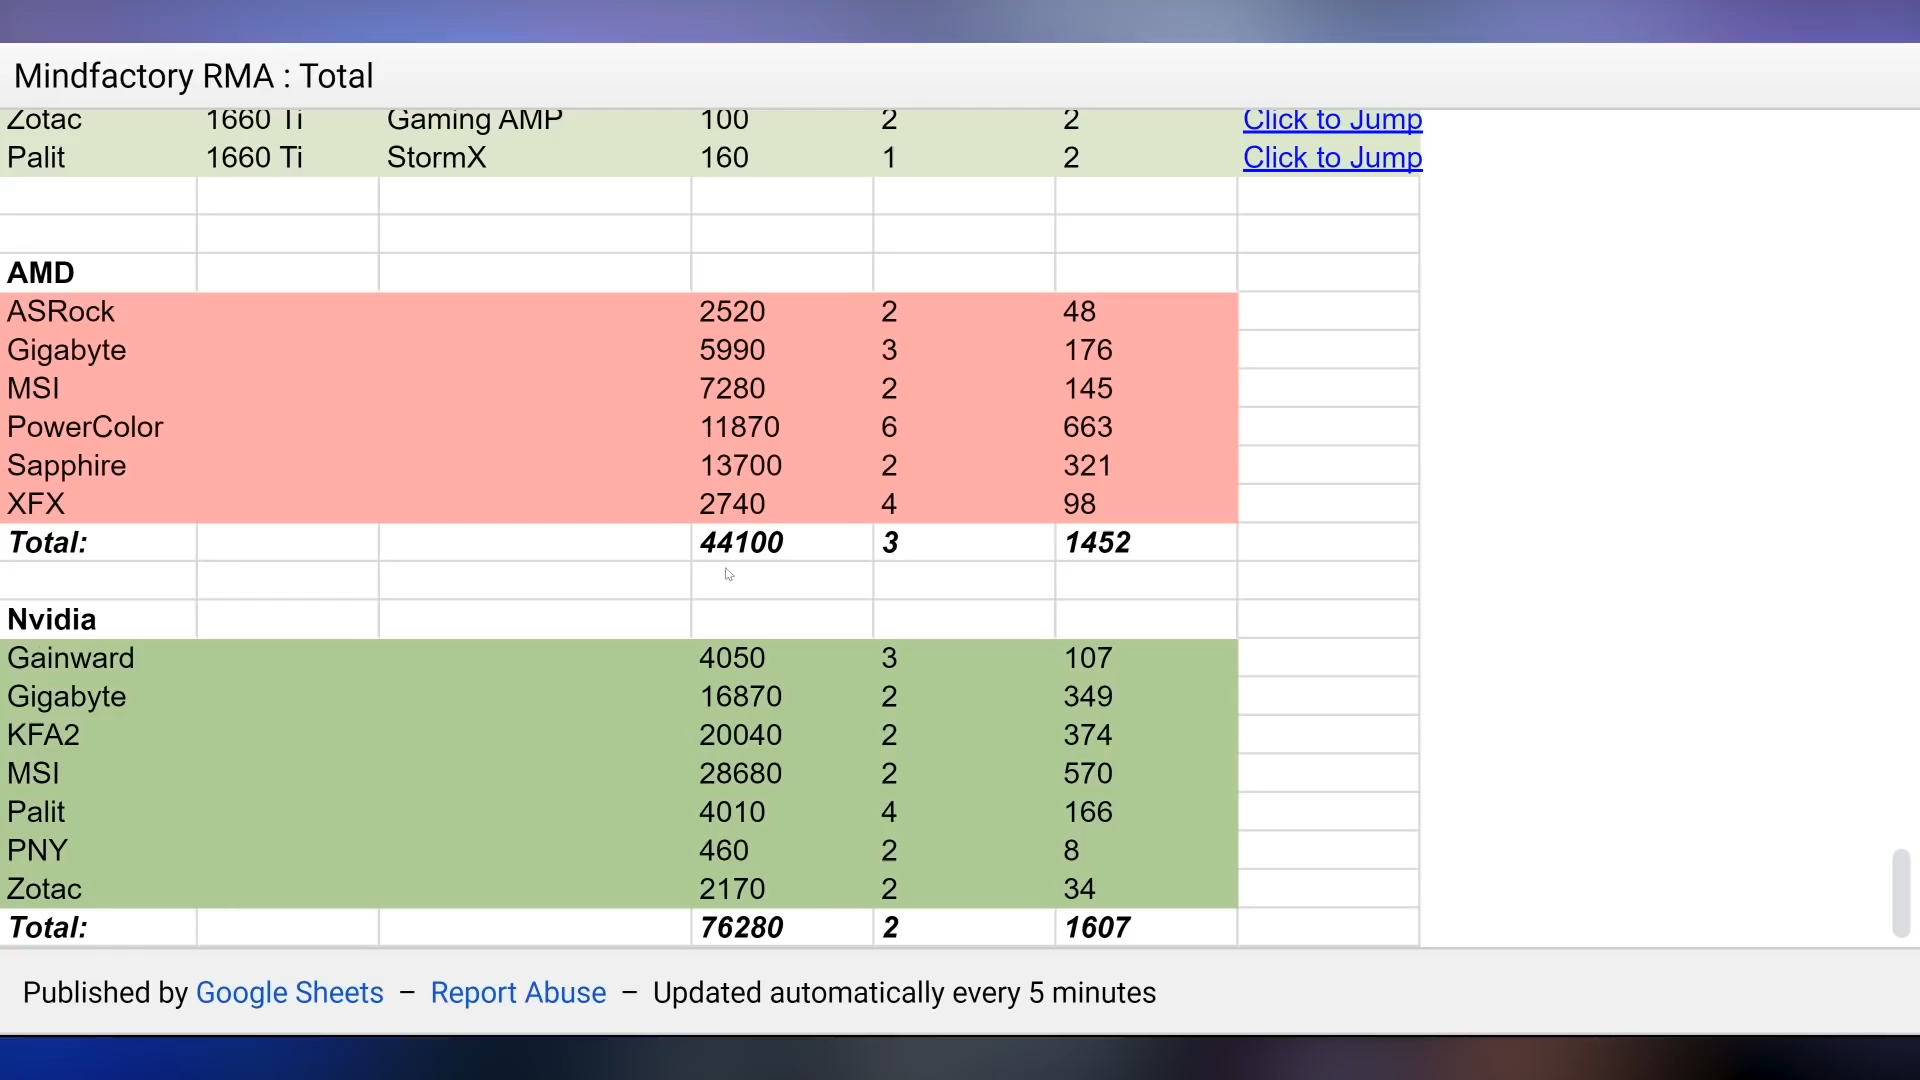 Mindfactory RMA : Total
Zotac 1660 Ti Gaming AMP 100 2 2 Click to Jump
Palit 1660 Ti StormX 160 1 2 Click to Jump
AMD
ASRock 2520 2 48
Gigabyte 5990 3 176
MSI 7280 2 145
PowerColor 11870 6 663
Sapphire 13700 2 321
XFX 2740 4 98
Total: 44100 3 1452
Nvidia
Gainward 4050 3 107
Gigabyte 16870 2 349
KFA2 20040 2 374
MSI 28680 2 570
Palit 4010 4 166
PNY 460 2 8
Zotac 2170 2 34
Total: 76280 2 1607
Published by Google Sheets – Report Abuse – Updated automatically every 5 minutes